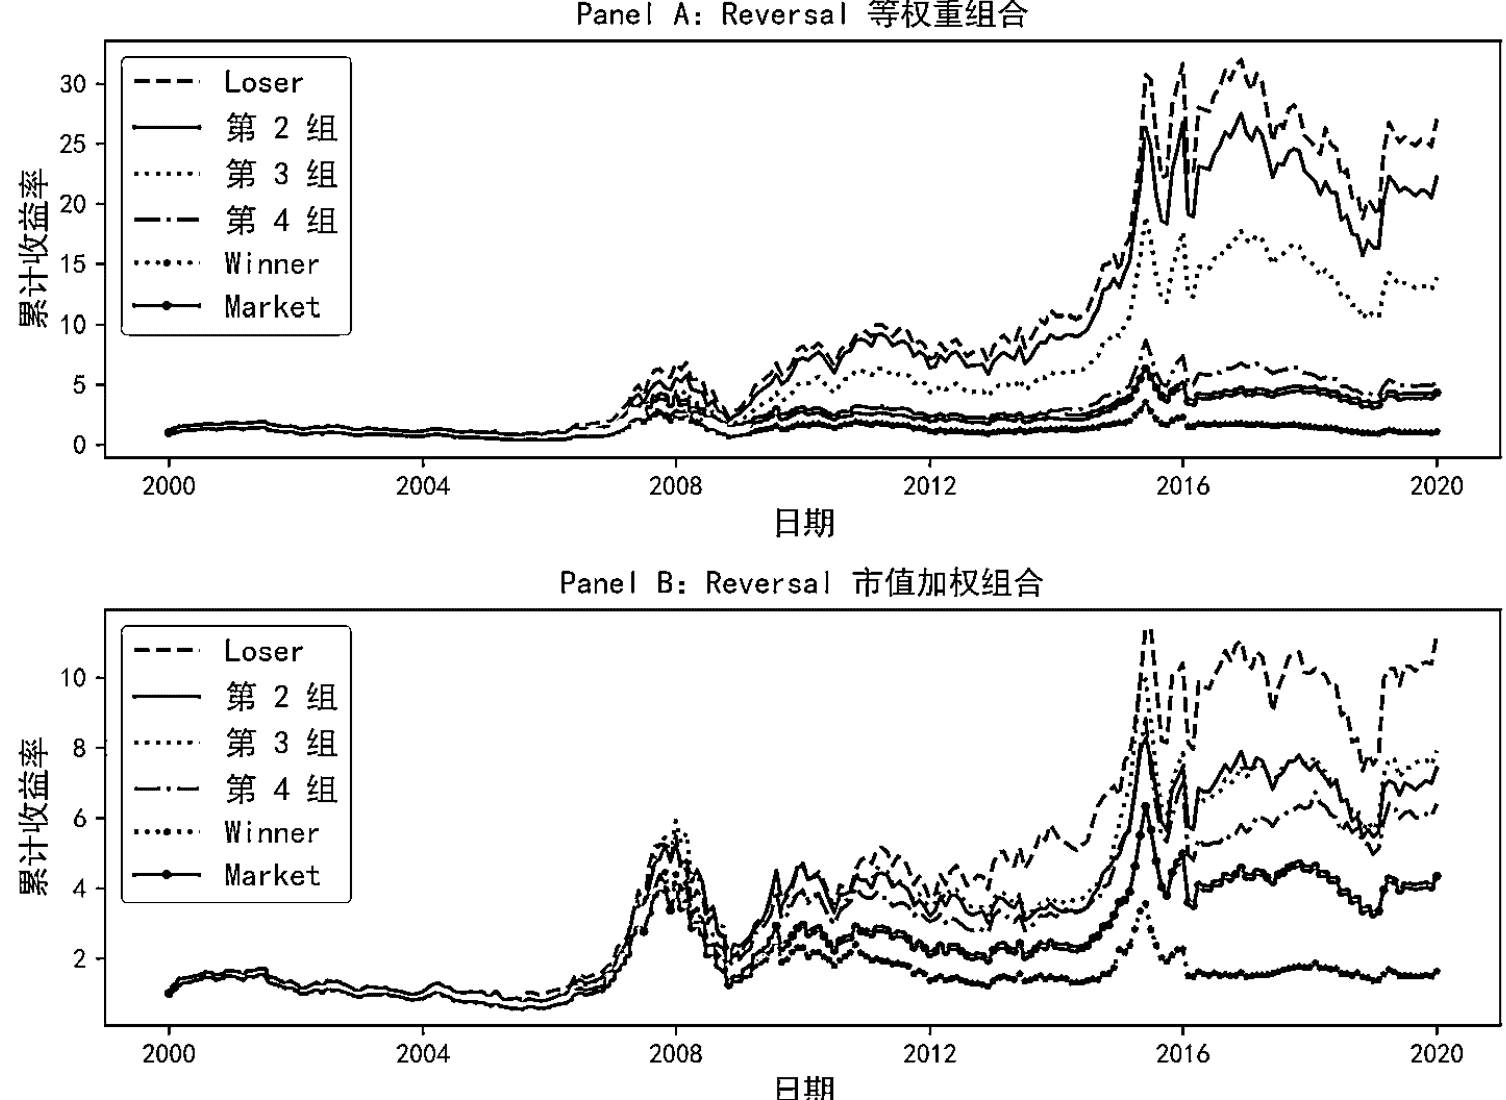 Panel A: Reversal 等权重组合
Loser
第 2 组
第 3 组
第 4 组
Winner
Market
累计收益率
30
25
20
15
10
5
0
2000 2004 2008 2012 2016 2020
日期
Panel B: Reversal 市值加权组合
Loser
第 2 组
第 3 组
第 4 组
Winner
Market
累计收益率
10
8
6
4
2
2000 2004 2008 2012 2016 2020
日期